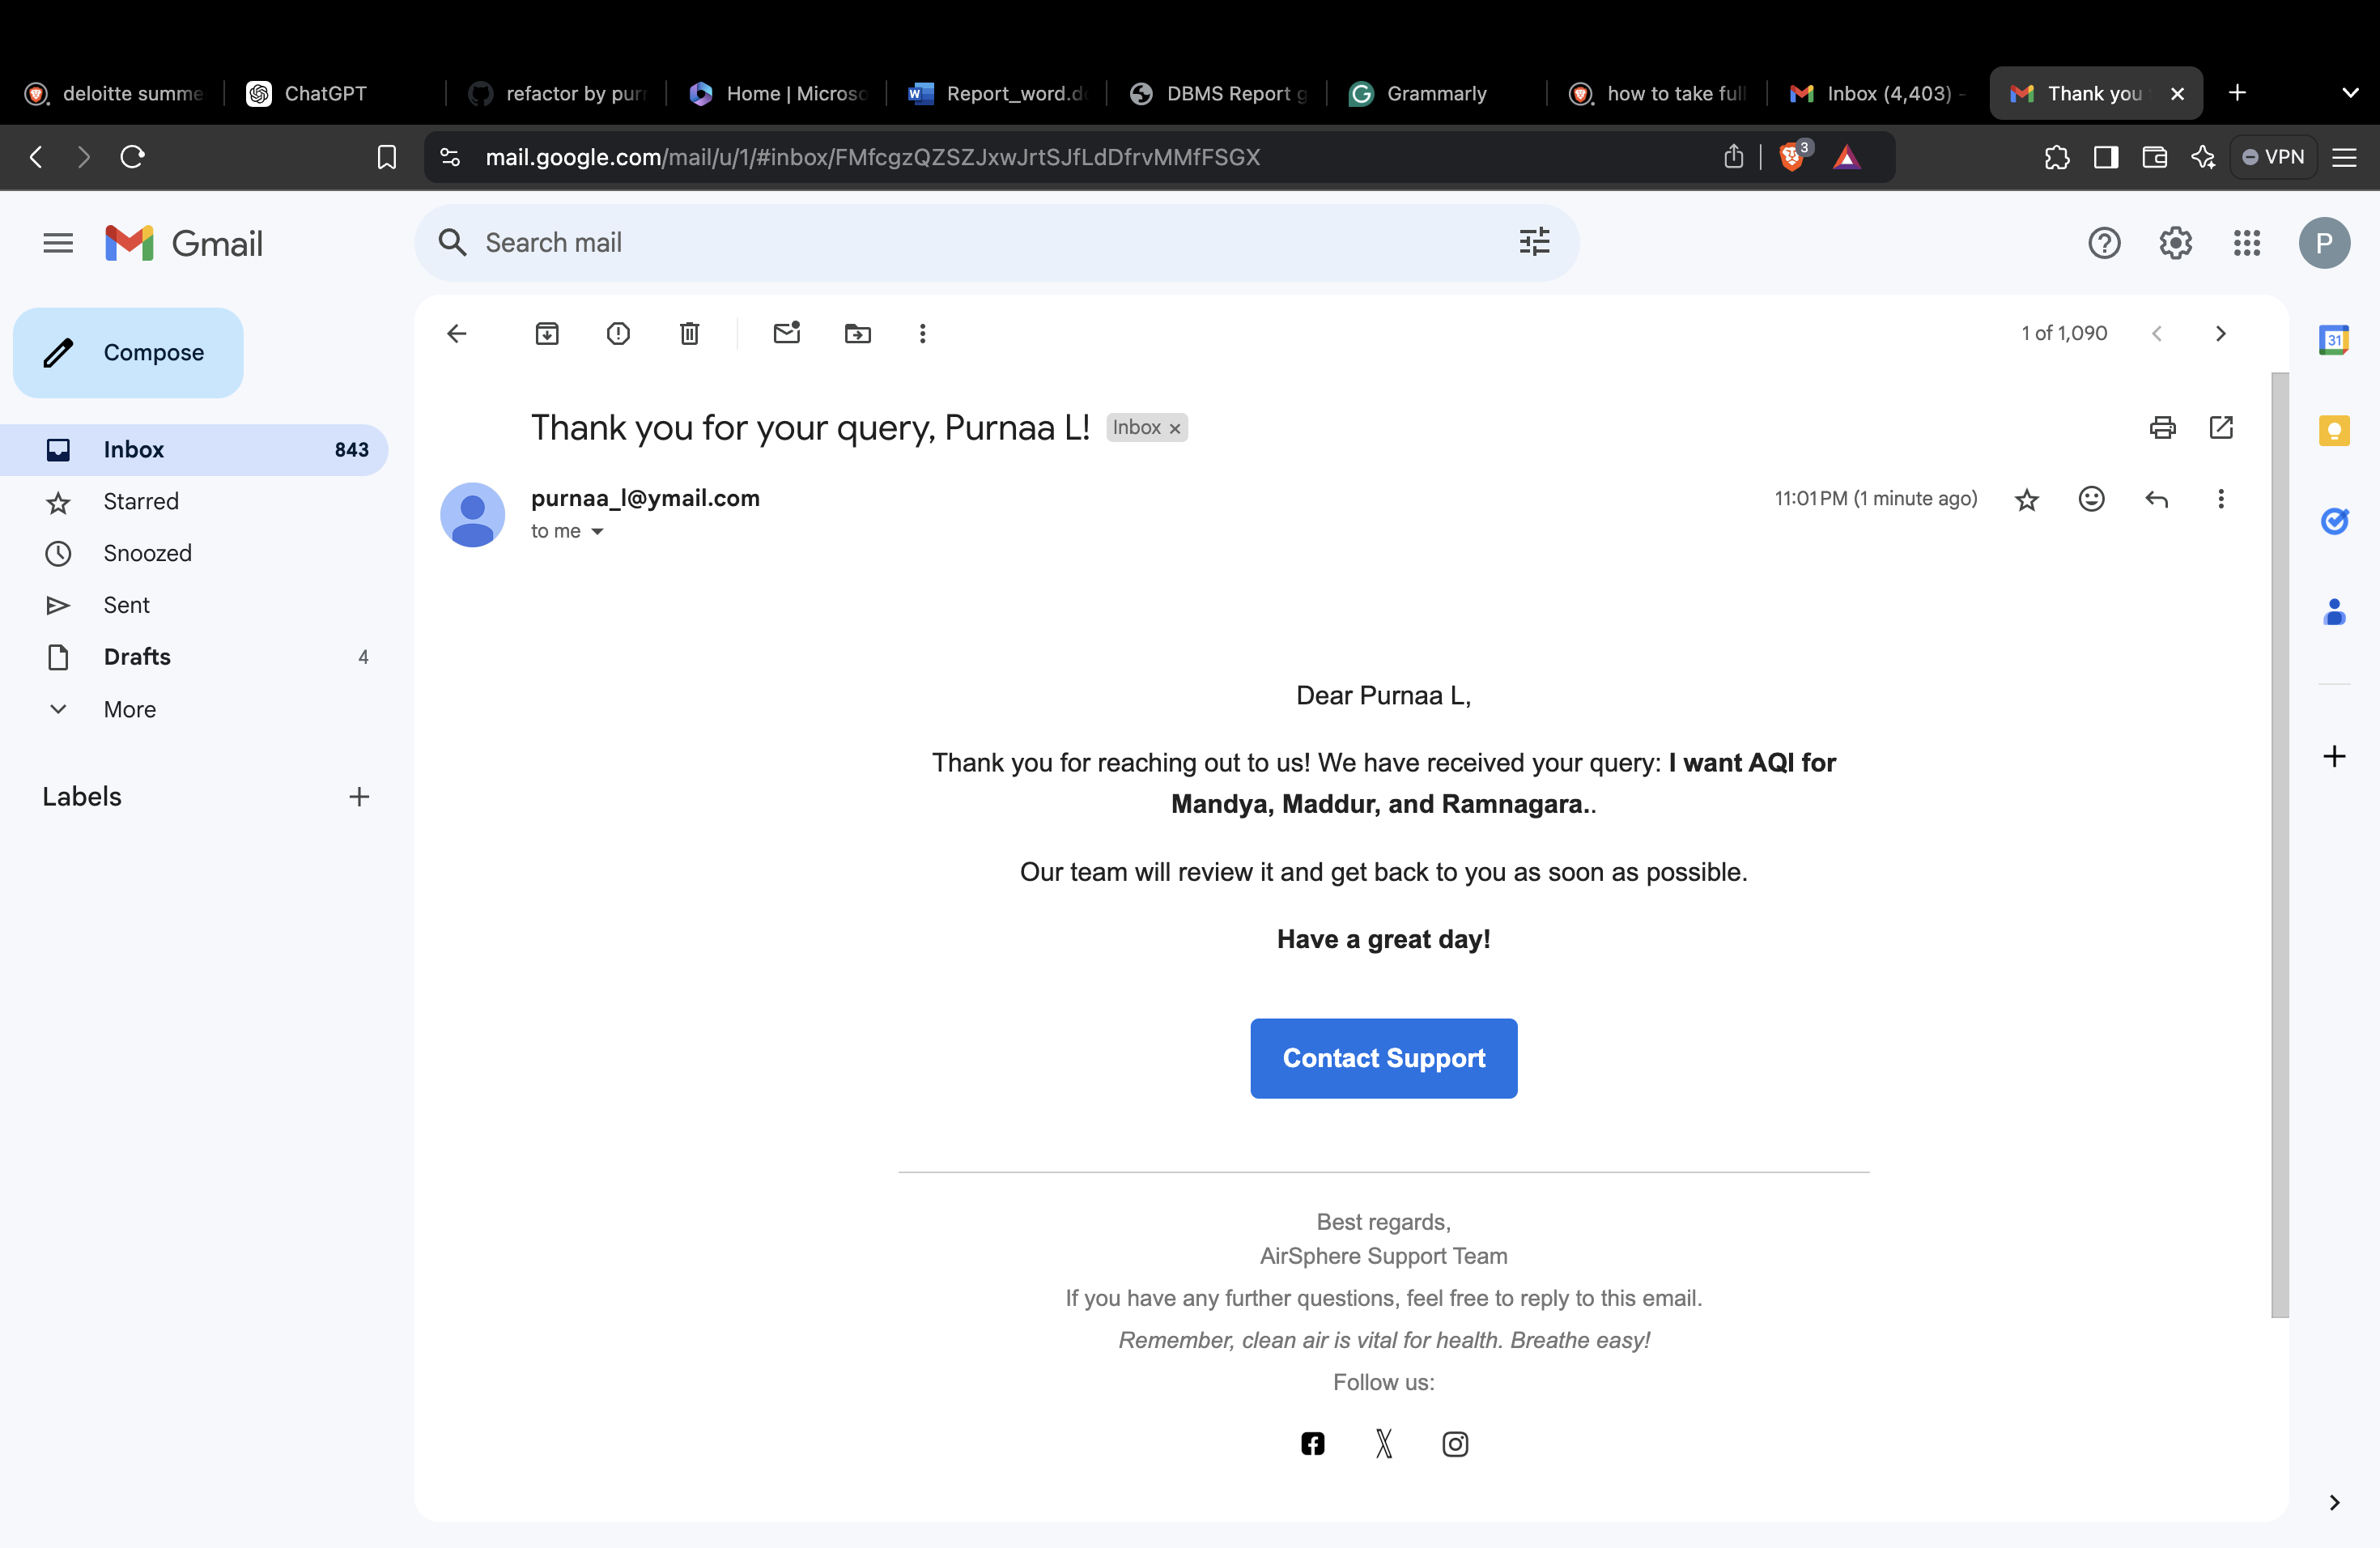 deloitte summe
ChatGPT
refactor by purn
Home | Microso
Report_word.d
DBMS Report g
Grammarly
how to take full
Inbox (4,403) -
Thank you
mail.google.com/mail/u/1/#inbox/FMfcgzQZSZJxwJrtSJfLdDfrvMMfFSGX
3
VPN
Gmail
Search mail
P
Compose
1 of 1,090
31
Thank you for your query, Purnaa L!
Inbox ×
Inbox 843
Starred
Snoozed
Sent
Drafts 4
More
Labels
purnaa_l@ymail.com
11:01 PM (1 minute ago)
to me
Dear Purnaa L,
Thank you for reaching out to us! We have received your query: I want AQI for
Mandya, Maddur, and Ramnagara..
Our team will review it and get back to you as soon as possible.
Have a great day!
Contact Support
Best regards,
AirSphere Support Team
If you have any further questions, feel free to reply to this email.
Remember, clean air is vital for health. Breathe easy!
Follow us: